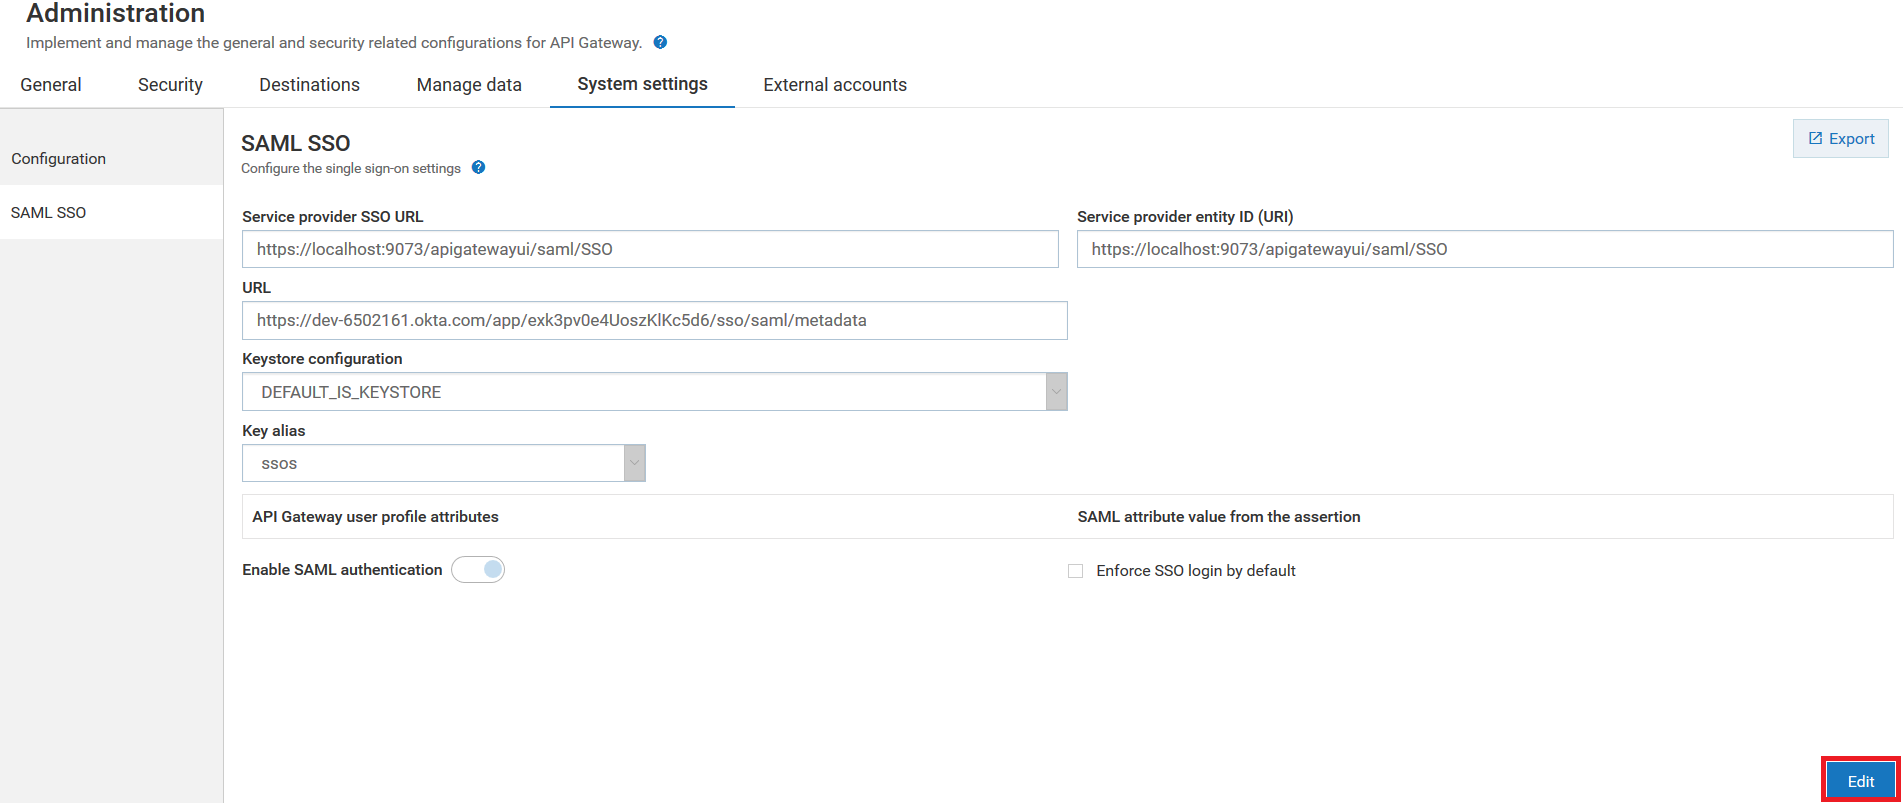 Administration
Implement and manage the general and security related configurations for API Gateway. ?
General Security Destinations Manage data System settings External accounts
Configuration
SAML SSO
SAML SSO
Export
Configure the single sign-on settings ?
Service provider SSO URL
https://localhost:9073/apigatewayui/saml/SSO
Service provider entity ID (URI)
https://localhost:9073/apigatewayui/saml/SSO
URL
https://dev-6502161.okta.com/app/exk3pv0e4UoszKlKc5d6/sso/saml/metadata
Keystore configuration
DEFAULT_IS_KEYSTORE
Key alias
ssos
API Gateway user profile attributes SAML attribute value from the assertion
Enable SAML authentication
Enforce SSO login by default
Edit